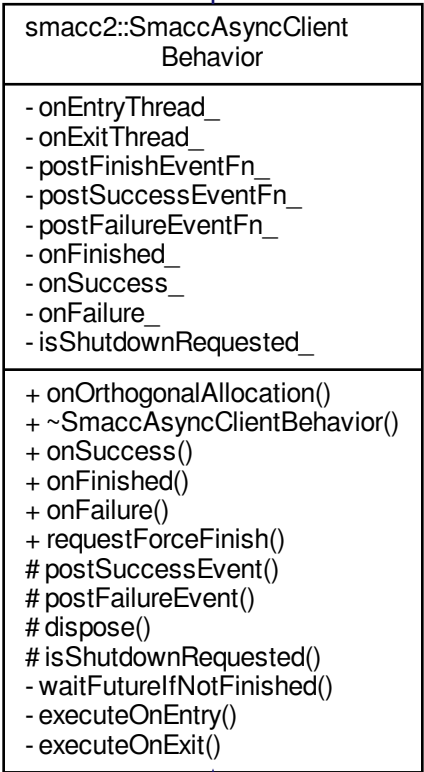 smacc2::SmaccAsyncClient
Behavior
- onEntryThread_
- onExitThread_
- postFinishEventFn_
- postSuccessEventFn_
- postFailureEventFn_
- onFinished_
- onSuccess_
- onFailure_
- isShutdownRequested_
+ onOrthogonalAllocation()
+ ~SmaccAsyncClientBehavior()
+ onSuccess()
+ onFinished()
+ onFailure()
+ requestForceFinish()
# postSuccessEvent()
# postFailureEvent()
# dispose()
# isShutdownRequested()
- waitFutureIfNotFinished()
- executeOnEntry()
- executeOnExit()